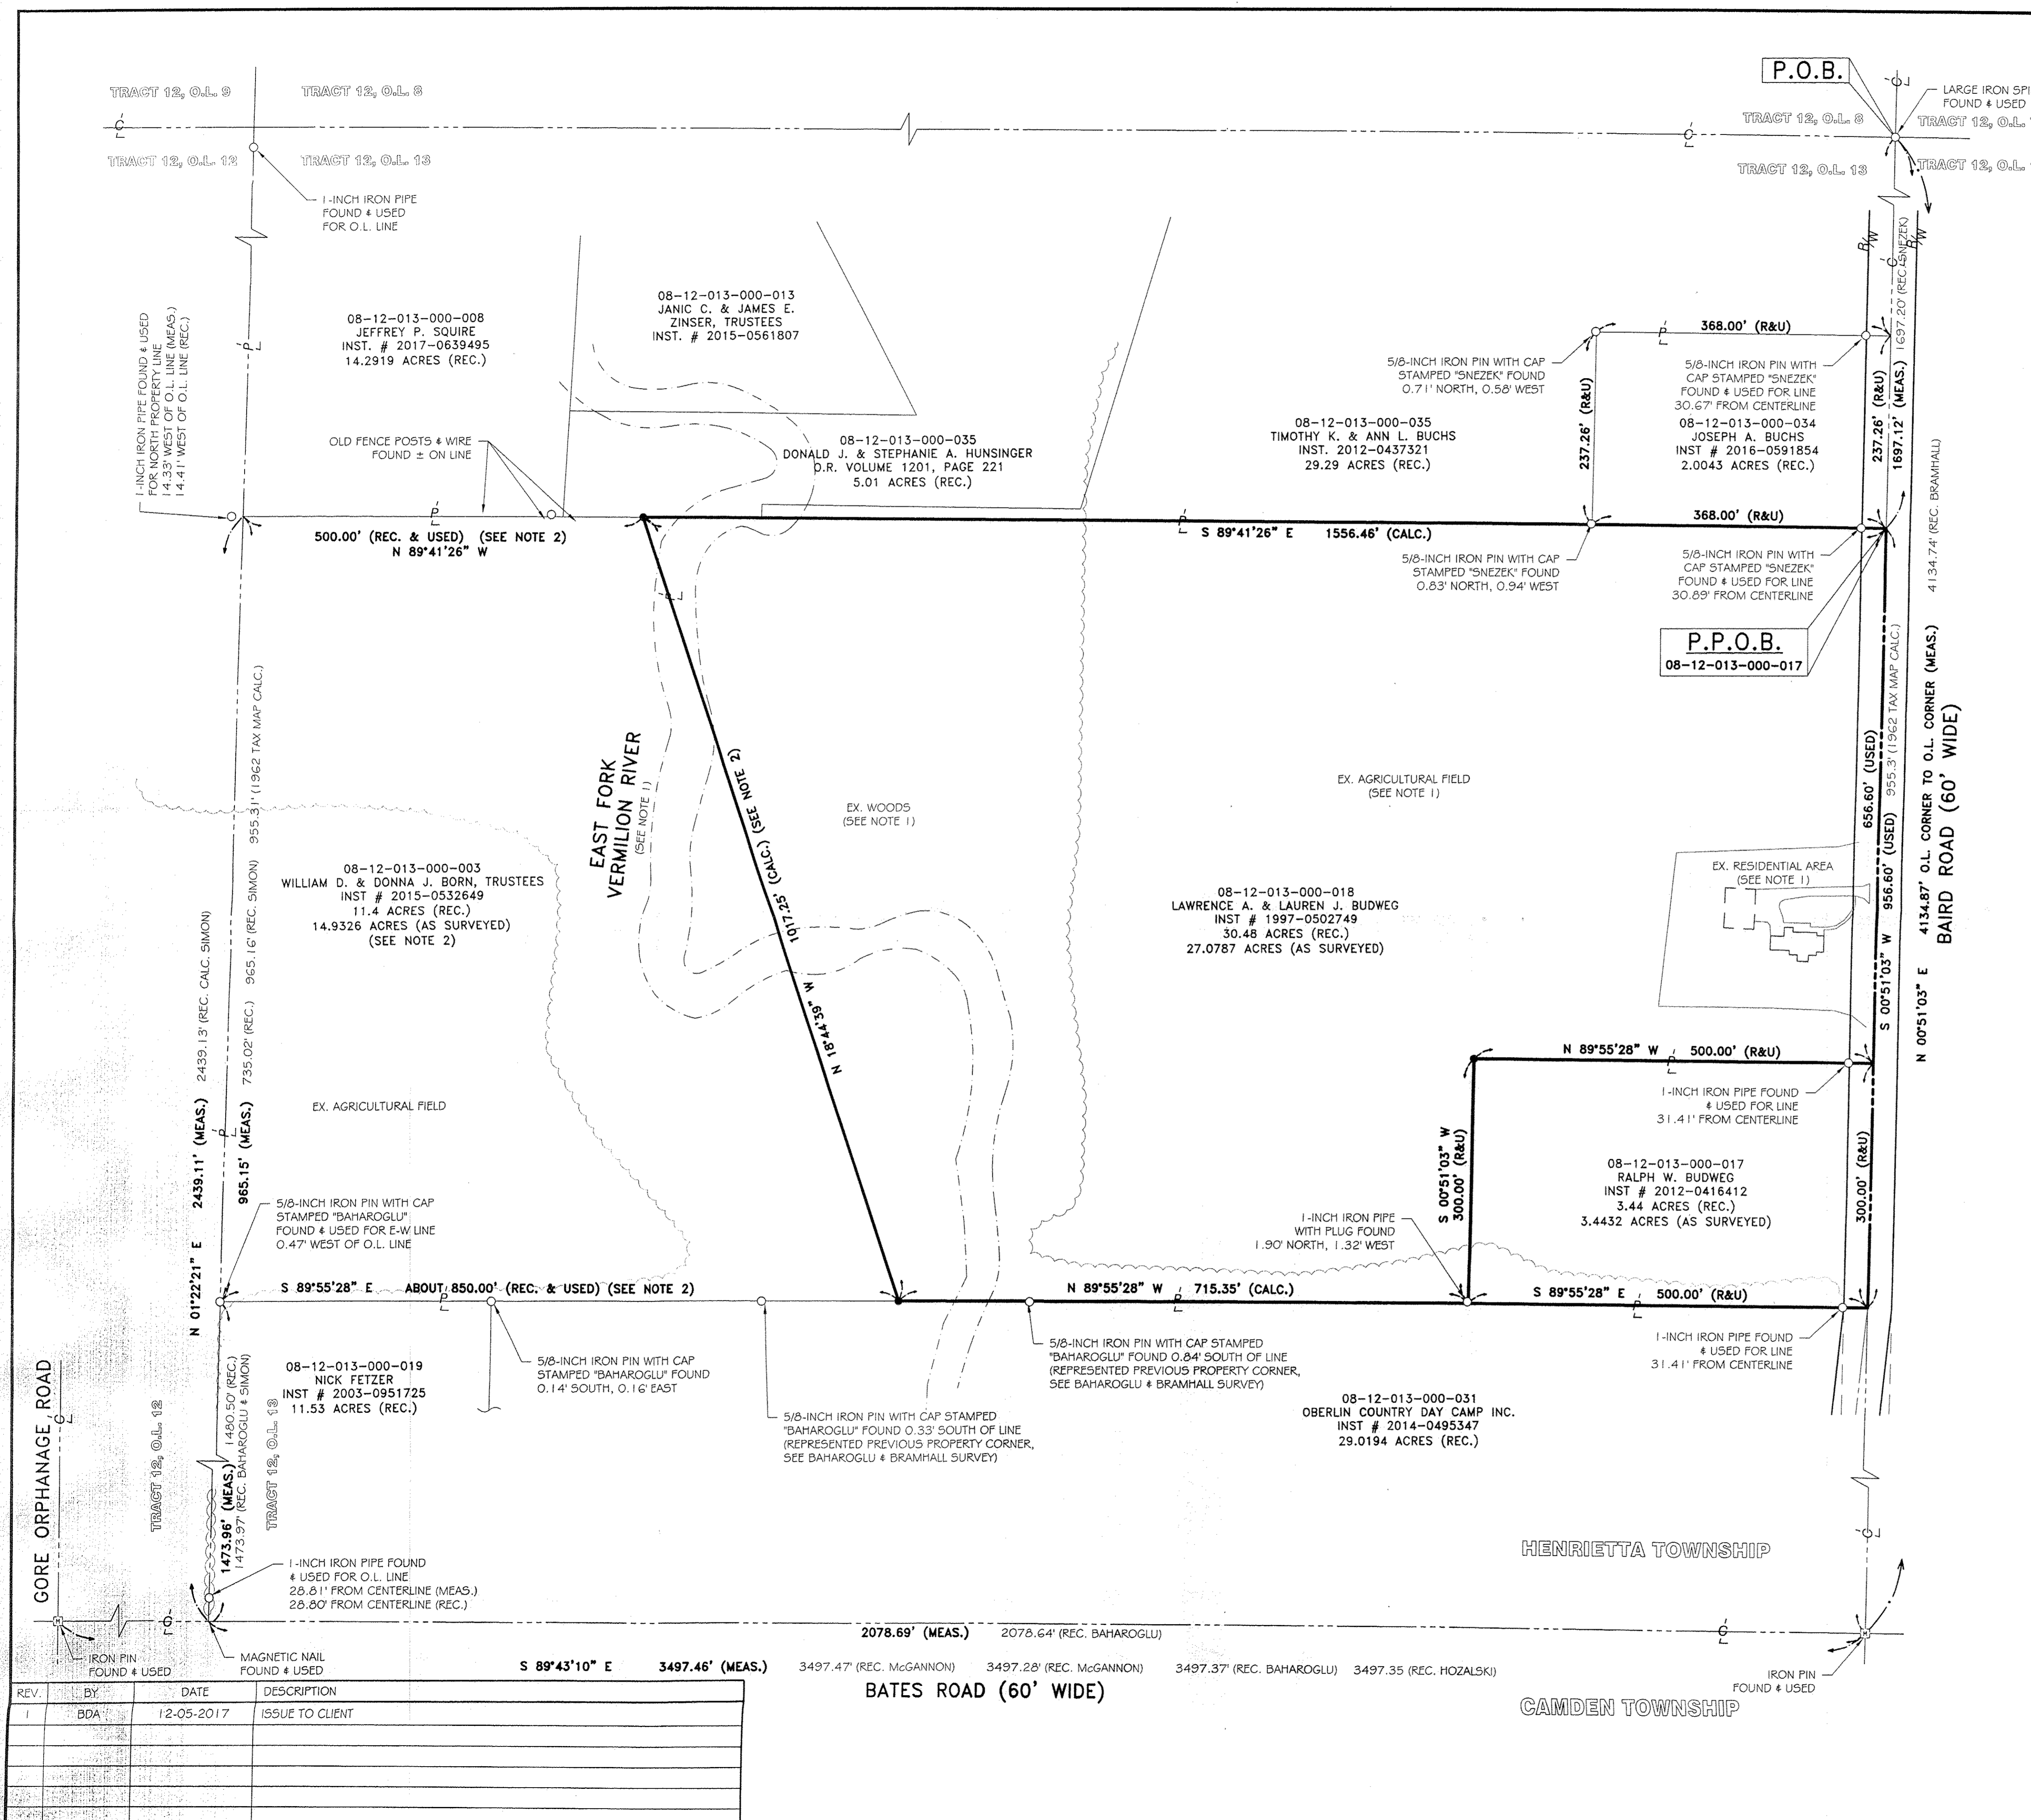 P.O.B.
LARGE IRON
FOUND & USED
TRACT 12, O.L. 9
TRACT 12, O.L. 8
TRACT 12, O.L. 8
TRACT 12, O.L.
TRACT 12, O.L. 12
TRACT 12, O.L. 13
TRACT 12, O.L. 13
TRACT 12, O.L.
1-INCH IRON PIPE
FOUND & USED
FOR O.L. LINE
R/W
R/W
1-INCH IRON PIPE FOUND & USED
FOR NORTH PROPERTY LINE
14.33' WEST OF O.L. LINE (MEAS.)
14.41' WEST OF O.L. LINE (REC.)
08-12-013-000-008
JEFFREY P. SQUIRE
INST. # 2017-0639495
14.2919 ACRES (REC.)
08-12-013-000-013
JANIC C. & JAMES E.
ZINSER, TRUSTEES
INST. # 2015-0561807
OLD FENCE POSTS & WIRE
FOUND ± ON LINE
08-12-013-000-035
DONALD J. & STEPHANIE A. HUNSINGER
O.R. VOLUME 1201, PAGE 221
5.01 ACRES (REC.)
08-12-013-000-035
TIMOTHY K. & ANN L. BUCHS
INST. 2012-0437321
29.29 ACRES (REC.)
5/8-INCH IRON PIN WITH CAP
STAMPED "SNEZEK" FOUND
0.71' NORTH, 0.58' WEST
368.00' (R&U)
5/8-INCH IRON PIN WITH
CAP STAMPED "SNEZEK"
FOUND & USED FOR LINE
30.67' FROM CENTERLINE
08-12-013-000-034
JOSEPH A. BUCHS
INST # 2016-0591854
2.0043 ACRES (REC.)
237.26' (R&U)
237.26' (R&U)
1697.12' (MEAS.) 1697.20' (REC. SNEZEK)
4134.74' (REC. BRAMHALL)
500.00' (REC. & USED) (SEE NOTE 2)
N 89°41'26" W
S 89°41'26" E 1556.46' (CALC.)
368.00' (R&U)
5/8-INCH IRON PIN WITH CAP
STAMPED "SNEZEK" FOUND
0.83' NORTH, 0.94' WEST
5/8-INCH IRON PIN WITH
CAP STAMPED "SNEZEK"
FOUND & USED FOR LINE
30.89' FROM CENTERLINE
P.P.O.B.
08-12-013-000-017
656.60' (USED)
S 00°51'03" W 956.60' (USED) 955.3' (1962 TAX MAP CALC.)
N 00°51'03" E 4134.87' O.L. CORNER TO O.L. CORNER (MEAS.)
BAIRD ROAD (60' WIDE)
EAST FORK
VERMILION RIVER
(SEE NOTE 1)
N 18°44'39" W 1017.25' (CALC.) (SEE NOTE 2)
EX. WOODS
(SEE NOTE 1)
EX. AGRICULTURAL FIELD
(SEE NOTE 1)
EX. RESIDENTIAL AREA
(SEE NOTE 1)
08-12-013-000-003
WILLIAM D. & DONNA J. BORN, TRUSTEES
INST # 2015-0532649
11.4 ACRES (REC.)
14.9326 ACRES (AS SURVEYED)
(SEE NOTE 2)
08-12-013-000-018
LAWRENCE A. & LAUREN J. BUDWEG
INST # 1997-0502749
30.48 ACRES (REC.)
27.0787 ACRES (AS SURVEYED)
N 01°22'21" E 2439.11' (MEAS.) 2439.13' (REC. CALC. SIMON)
965.15' (MEAS.) 735.02' (REC.) 965.16' (REC. SIMON) 955.31' (1962 TAX MAP CALC.)
EX. AGRICULTURAL FIELD
N 89°55'28" W 500.00' (R&U)
1-INCH IRON PIPE FOUND
& USED FOR LINE
31.41' FROM CENTERLINE
S 00°51'03" W
300.00' (R&U)
08-12-013-000-017
RALPH W. BUDWEG
INST # 2012-0416412
3.44 ACRES (REC.)
3.4432 ACRES (AS SURVEYED)
300.00' (R&U)
5/8-INCH IRON PIN WITH CAP
STAMPED "BAHAROGLU"
FOUND & USED FOR E-W LINE
0.47' WEST OF O.L. LINE
1-INCH IRON PIPE
WITH PLUG FOUND
1.90' NORTH, 1.32' WEST
S 89°55'28" E ABOUT 850.00' (REC. & USED) (SEE NOTE 2)
N 89°55'28" W 715.35' (CALC.)
S 89°55'28" E 500.00' (R&U)
1-INCH IRON PIPE FOUND
& USED FOR LINE
31.41' FROM CENTERLINE
08-12-013-000-019
NICK FETZER
INST # 2003-0951725
11.53 ACRES (REC.)
5/8-INCH IRON PIN WITH CAP
STAMPED "BAHAROGLU" FOUND
0.14' SOUTH, 0.16' EAST
5/8-INCH IRON PIN WITH CAP STAMPED
"BAHAROGLU" FOUND 0.84' SOUTH OF LINE
(REPRESENTED PREVIOUS PROPERTY CORNER,
SEE BAHAROGLU & BRAMHALL SURVEY)
5/8-INCH IRON PIN WITH CAP STAMPED
"BAHAROGLU" FOUND 0.33' SOUTH OF LINE
(REPRESENTED PREVIOUS PROPERTY CORNER,
SEE BAHAROGLU & BRAMHALL SURVEY)
08-12-013-000-031
OBERLIN COUNTRY DAY CAMP INC.
INST # 2014-0495347
29.0194 ACRES (REC.)
GORE ORPHANAGE ROAD
TRACT 12, O.L. 12
1473.96' (MEAS.) 1480.50' (REC.)
1473.97' (REC. BAHAROGLU & SIMON)
TRACT 12, O.L. 13
1-INCH IRON PIPE FOUND
& USED FOR O.L. LINE
28.81' FROM CENTERLINE (MEAS.)
28.80' FROM CENTERLINE (REC.)
HENRIETTA TOWNSHIP
IRON PIN
FOUND & USED
MAGNETIC NAIL
FOUND & USED
2078.69' (MEAS.) 2078.64' (REC. BAHAROGLU)
S 89°43'10" E 3497.46' (MEAS.) 3497.47' (REC. McGANNON) 3497.28' (REC. McGANNON) 3497.37' (REC. BAHAROGLU) 3497.35 (REC. HOZALSKI)
IRON PIN
FOUND & USED
BATES ROAD (60' WIDE)
CAMDEN TOWNSHIP
REV. BY DATE DESCRIPTION
1 BDA 12-05-2017 ISSUE TO CLIENT